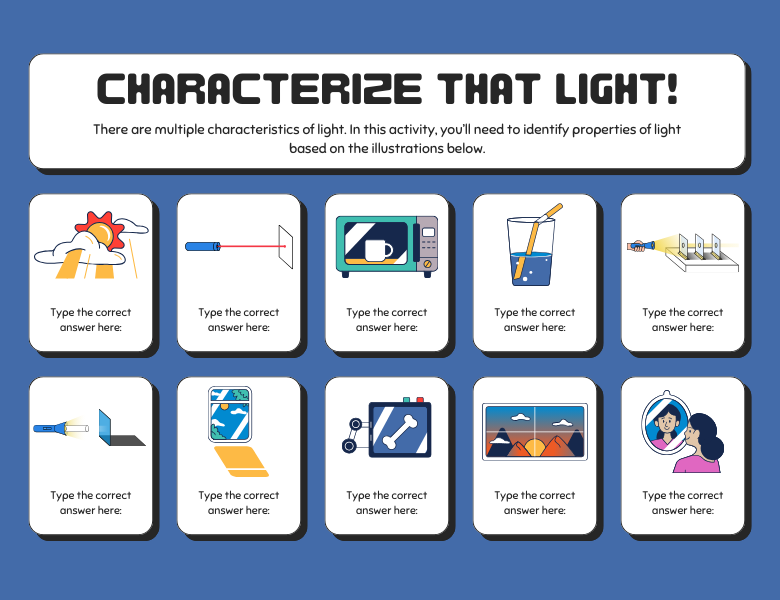 CHARACTERIZE THAT LIGHT!
There are multiple characteristics of light. In this activity, you'll need to identify properties of light
based on the illustrations below.
Type the correct
answer here:
Type the correct
answer here:
Type the correct
answer here:
Type the correct
answer here:
Type the correct
answer here:
Type the correct
answer here:
Type the correct
answer here:
Type the correct
answer here:
Type the correct
answer here:
Type the correct
answer here: